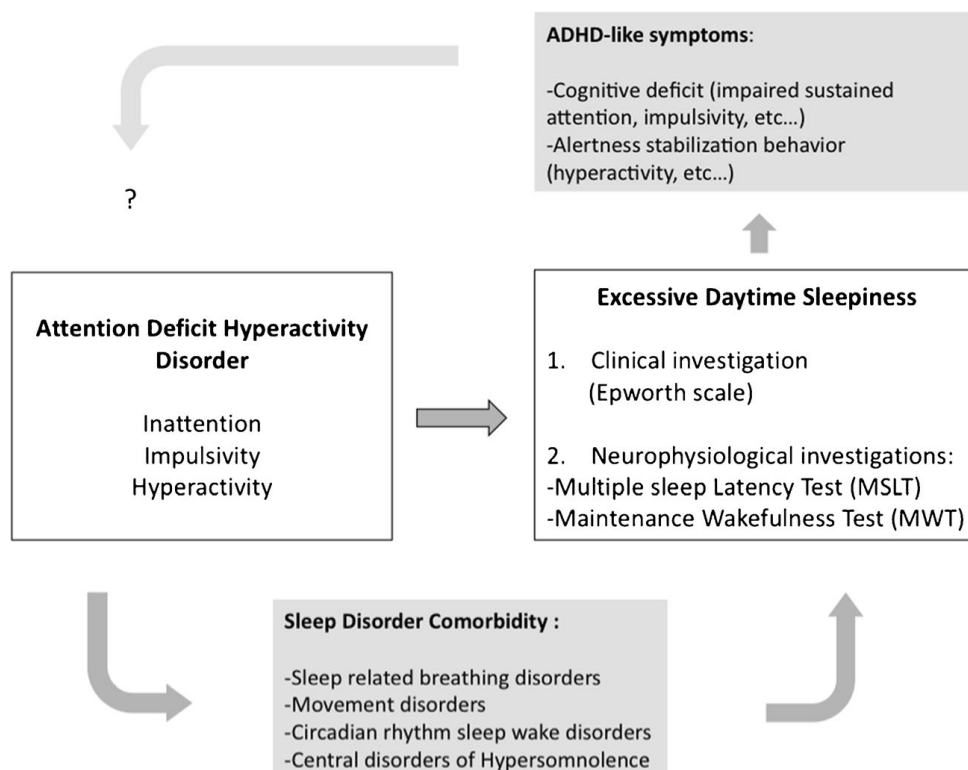 ADHD-like symptoms:
-Cognitive deficit (impaired sustained
attention, impulsivity, etc...)
-Alertness stabilization behavior
(hyperactivity, etc...)
?
Attention Deficit Hyperactivity
Disorder
Inattention
Impulsivity
Hyperactivity
Excessive Daytime Sleepiness
1. Clinical investigation
(Epworth scale)
2. Neurophysiological investigations:
-Multiple sleep Latency Test (MSLT)
-Maintenance Wakefulness Test (MWT)
Sleep Disorder Comorbidity :
-Sleep related breathing disorders
-Movement disorders
-Circadian rhythm sleep wake disorders
-Central disorders of Hypersomnolence